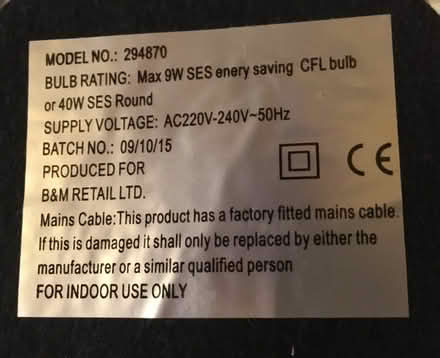 MODEL NO.: 294870
BULB RATING: Max 9W SES enery saving CFL bulb
or 40W SES Round
SUPPLY VOLTAGE: AC220V-240V~50Hz
BATCH NO.: 09/10/15
PRODUCED FOR
B&M RETAIL LTD.
CE
Mains Cable:This product has a factory fitted mains cable.
If this is damaged it shall only be replaced by either the
manufacturer or a similar qualified person
FOR INDOOR USE ONLY